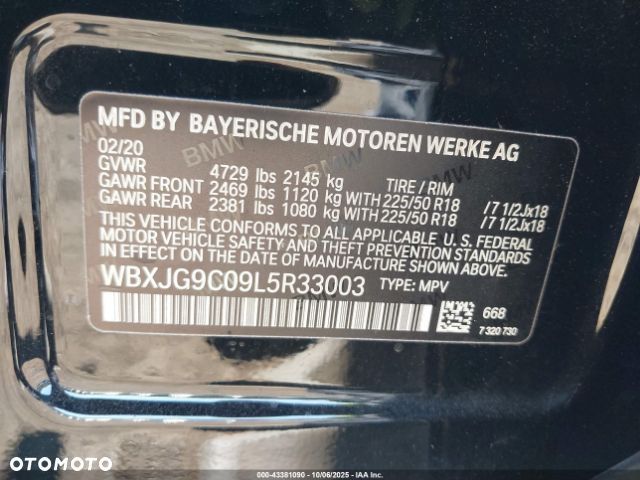 MFD BY BAYERISCHE MOTOREN WERKE AG
02/20
GVWR 4729 lbs 2145 kg TIRE / RIM
GAWR FRONT 2469 lbs 1120 kg WITH 225/50 R18 /7 1/2Jx18
GAWR REAR 2381 lbs 1080 kg WITH 225/50 R18 /7 1/2Jx18
THIS VEHICLE CONFORMS TO ALL APPLICABLE U.S. FEDERAL
MOTOR VEHICLE SAFETY AND THEFT PREVENTION STANDARDS
IN EFFECT ON THE DATE OF MANUFACTURE SHOWN ABOVE.
WBXJG9C09L5R33003 TYPE: MPV
668
7 320 730
OTOMOTO
000-43381090 - 10/06/2025 - IAA Inc.